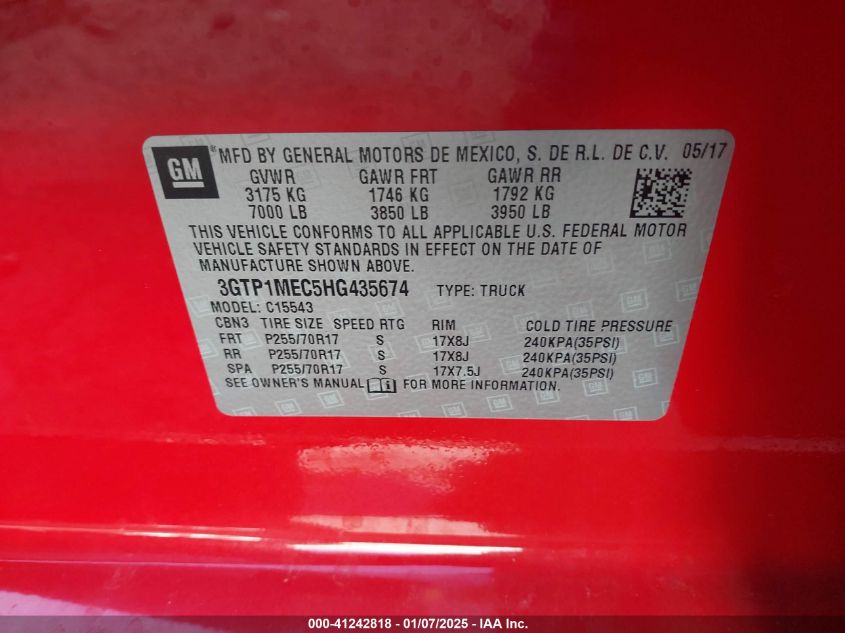 GM
MFD BY GENERAL MOTORS DE MEXICO, S. DE R.L. DE C.V. 05/17
GVWR GAWR FRT GAWR RR
3175 KG 1746 KG 1792 KG
7000 LB 3850 LB 3950 LB
THIS VEHICLE CONFORMS TO ALL APPLICABLE U.S. FEDERAL MOTOR
VEHICLE SAFETY STANDARDS IN EFFECT ON THE DATE OF
MANUFACTURE SHOWN ABOVE.
3GTP1MEC5HG435674 TYPE: TRUCK
MODEL: C15543
CBN3 TIRE SIZE SPEED RTG RIM COLD TIRE PRESSURE
FRT P255/70R17 S 17X8J 240KPA(35PSI)
RR P255/70R17 S 17X8J 240KPA(35PSI)
SPA P255/70R17 S 17X7.5J 240KPA(35PSI)
SEE OWNER'S MANUAL FOR MORE INFORMATION.
000-41242818 | 01/07/2025 | IAA Inc.